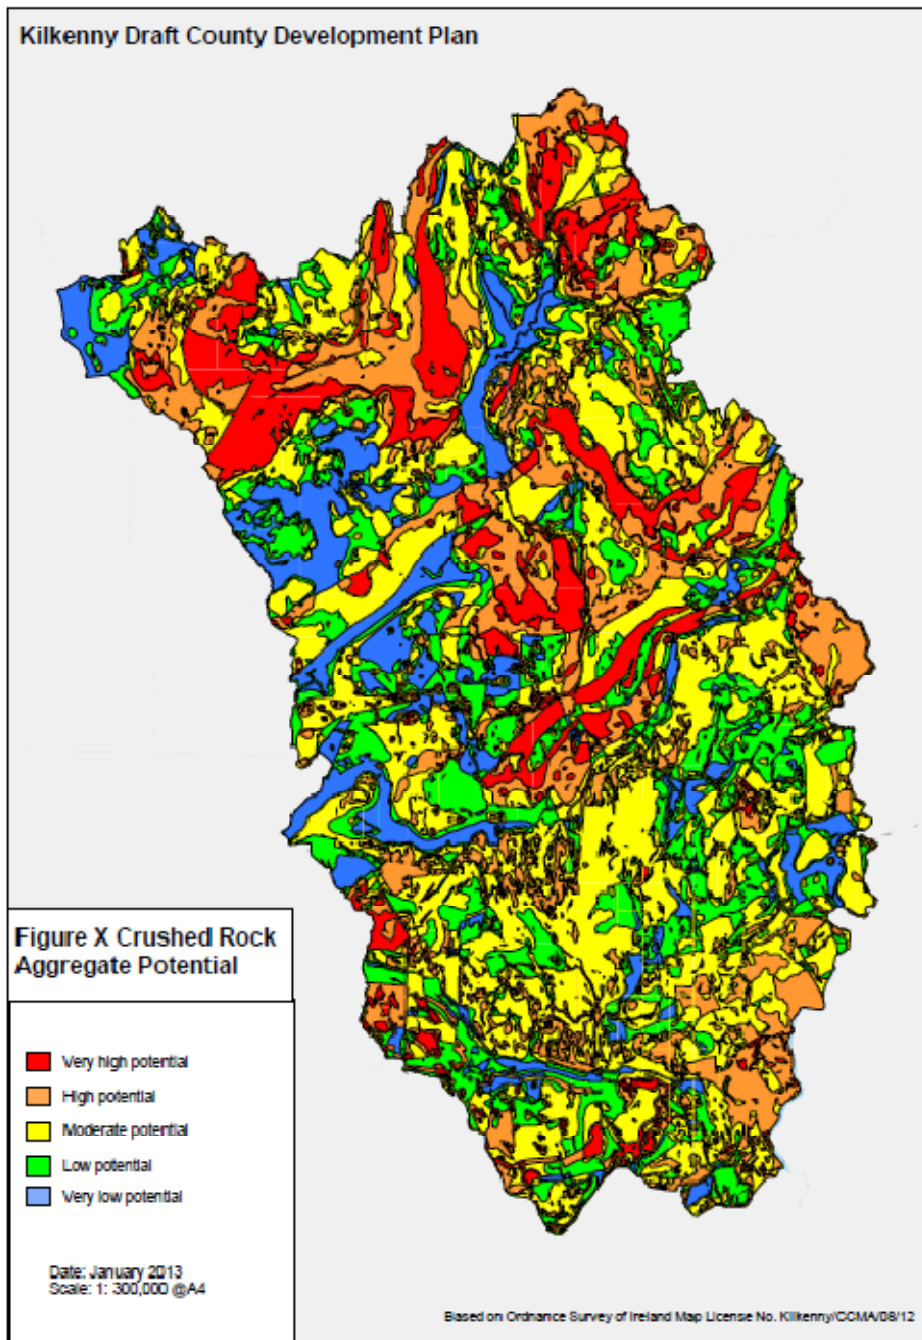 Kilkenny Draft County Development Plan
Figure X Crushed Rock
Aggregate Potential
Very high potential
High potential
Moderate potential
Low potential
Very low potential
Date: January 2013
Scale: 1: 300,000 @A4
Based on Ordnance Survey of Ireland Map License No. Kilkenny/CCMA/08/12